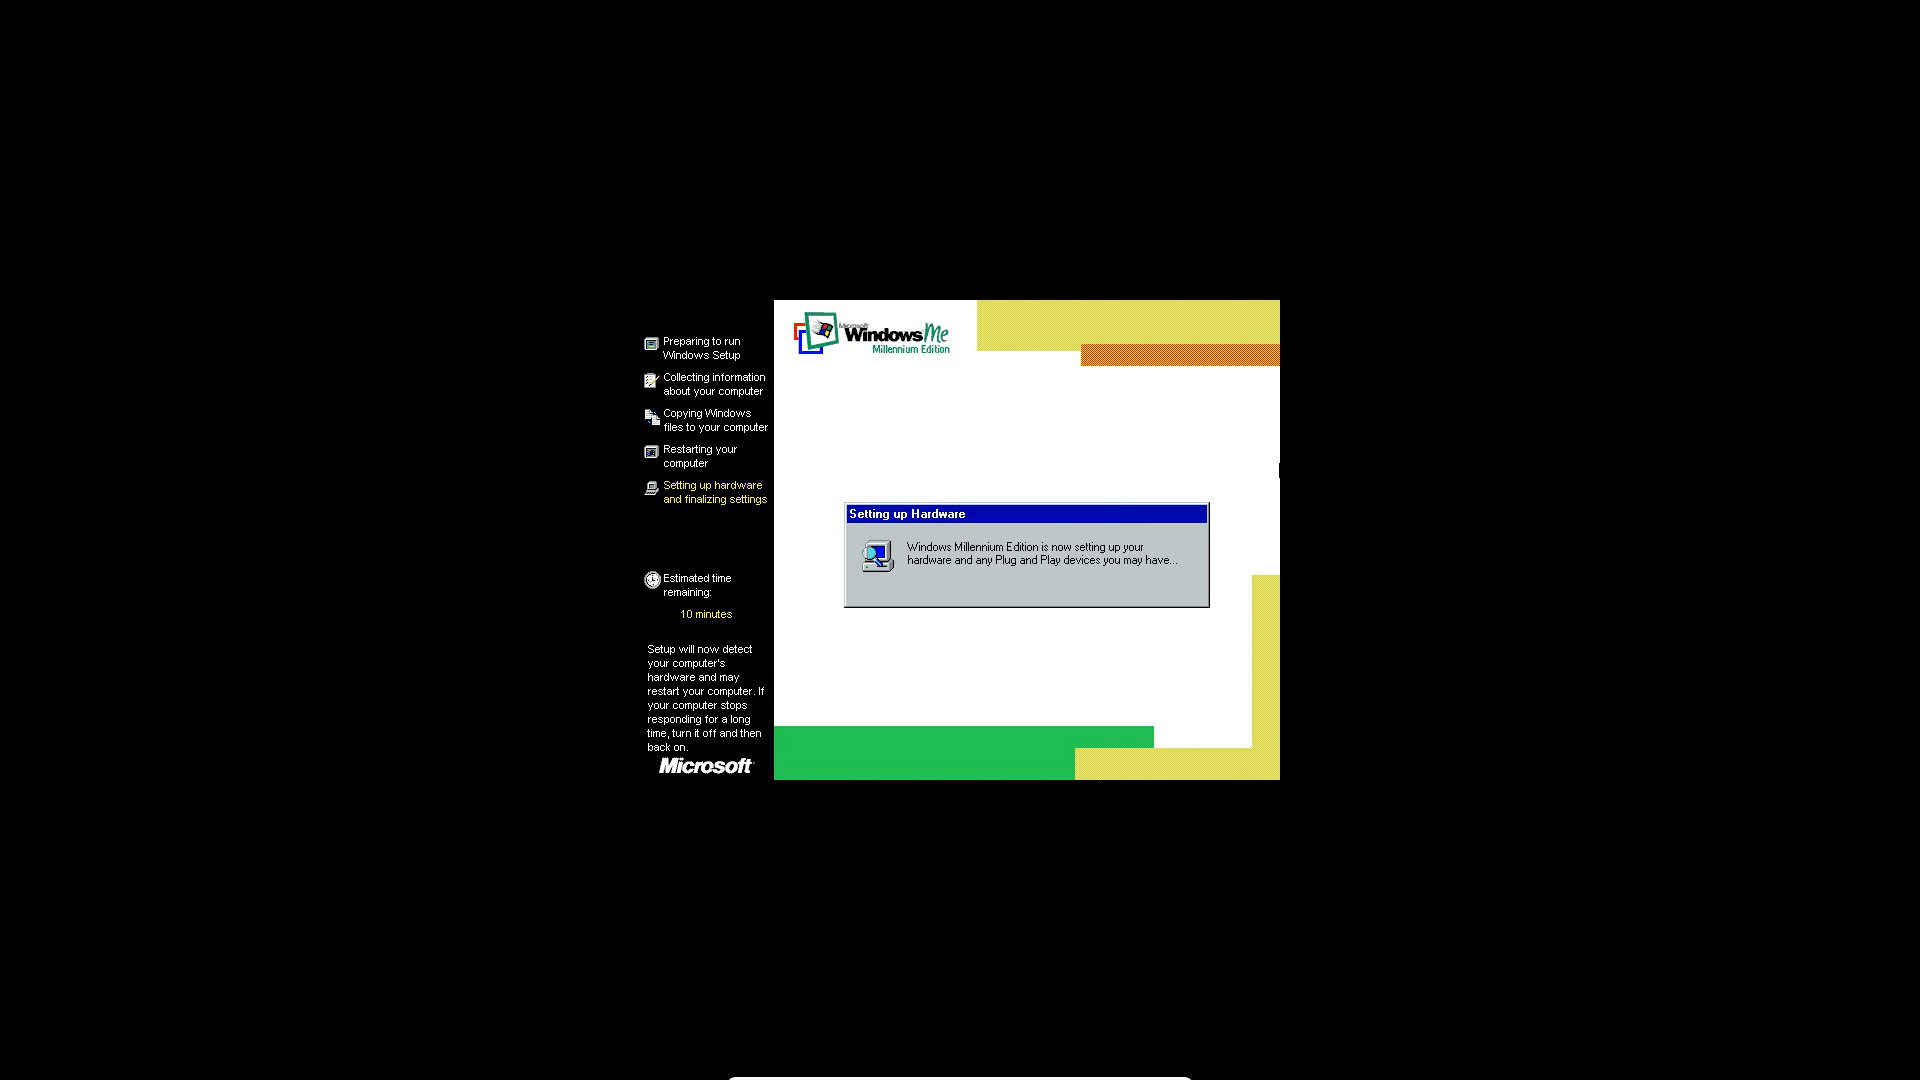 Preparing to run
Windows Setup
Collecting information
about your computer
Copying Windows
files to your computer
Restarting your
computer
Setting up hardware
and finalizing settings
Estimated time
remaining:
10 minutes
Setup will now detect
your computer's
hardware and may
restart your computer. If
your computer stops
responding for a long
time, turn it off and then
back on.
Microsoft
Microsoft
Windows Me
Millennium Edition
Setting up Hardware
Windows Millennium Edition is now setting up your
hardware and any Plug and Play devices you may have...